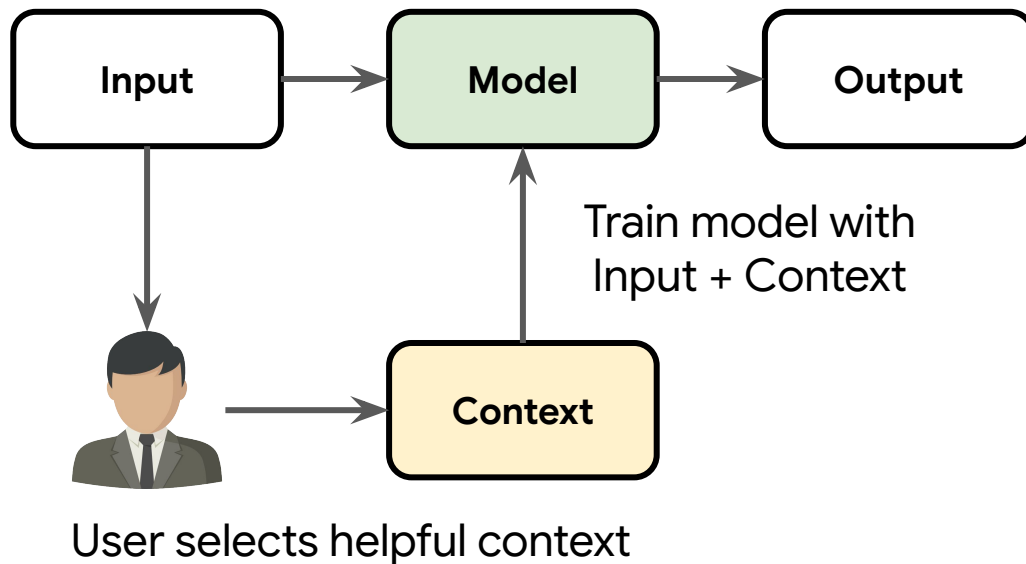 Input
Model
Output
Train model with
Input + Context
Context
User selects helpful context